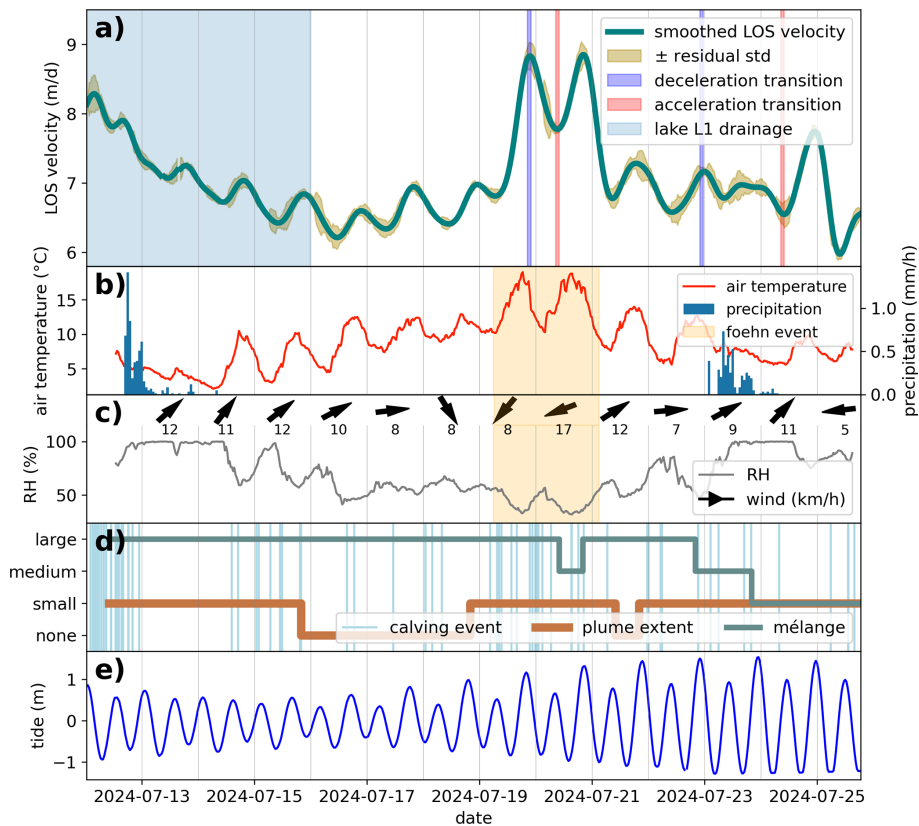 a)
9
8
7
6
LOS velocity (m/d)
smoothed LOS velocity
± residual std
deceleration transition
acceleration transition
lake L1 drainage
b)
15
10
5
air temperature (°C)
1.0
0.5
0.0
precipitation (mm/h)
air temperature
precipitation
foehn event
c)
100
50
RH (%)
12 11 12 10 8 8 8 17 12 7 9 11 5
RH
wind (km/h)
d)
large
medium
small
none
calving event plume extent mélange
e)
1
0
−1
tide (m)
2024-07-13 2024-07-15 2024-07-17 2024-07-19 2024-07-21 2024-07-23 2024-07-25
date